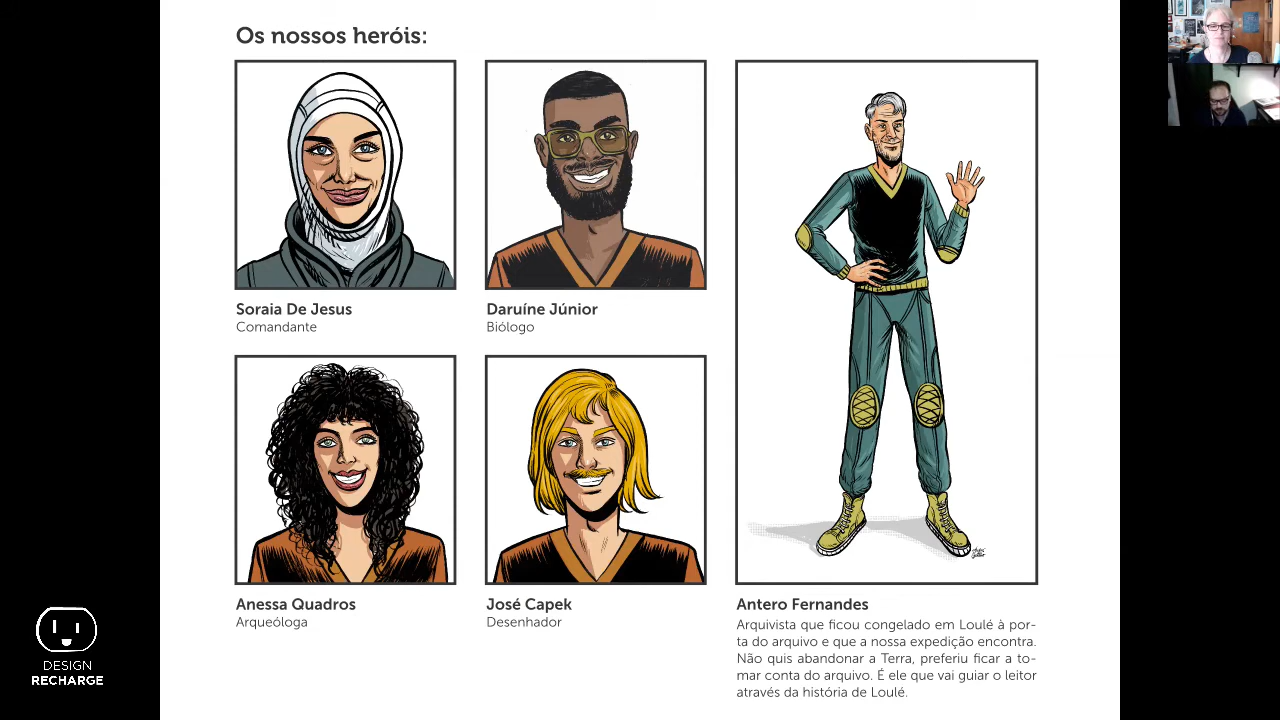 Os nossos heróis:
Soraia De Jesus
Comandante
Daruíne Júnior
Biólogo
Anessa Quadros
Arqueóloga
José Capek
Desenhador
Antero Fernandes
Arquivista que ficou congelado em Loulé à por-
ta do arquivo e que a nossa expedição encontra.
Não quis abandonar a Terra, preferiu ficar a to-
mar conta do arquivo. É ele que vai guiar o leitor
através da história de Loulé.
DESIGN
RECHARGE